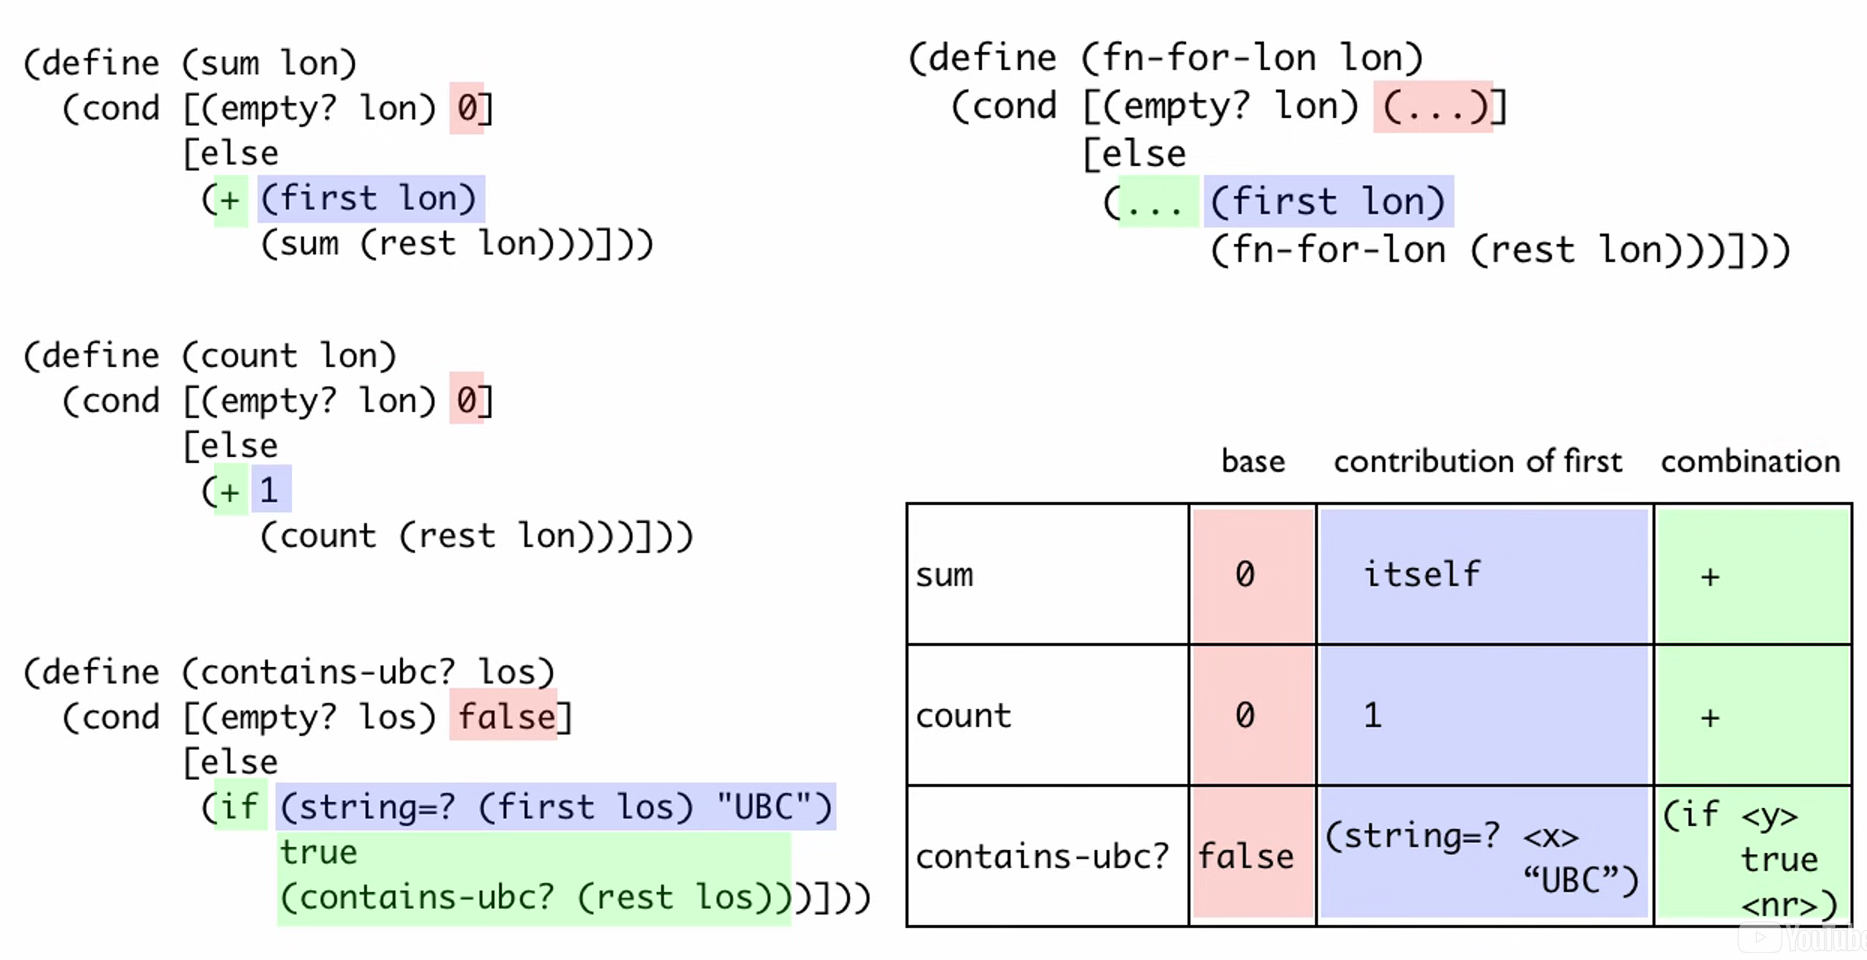 (define (sum lon)
  (cond [(empty? lon) 0]
        [else
         (+ (first lon)
            (sum (rest lon)))]))
(define (count lon)
  (cond [(empty? lon) 0]
        [else
         (+ 1
            (count (rest lon)))]))
(define (contains-ubc? los)
  (cond [(empty? los) false]
        [else
         (if (string=? (first los) "UBC")
             true
             (contains-ubc? (rest los)))]))
(define (fn-for-lon lon)
  (cond [(empty? lon) (...)]
        [else
         (... (first lon)
              (fn-for-lon (rest lon)))]))
base contribution of first combination
sum 0 itself +
count 0 1 +
contains-ubc? false (string=? <x> “UBC”) (if <y> true <nr>)
YouTube